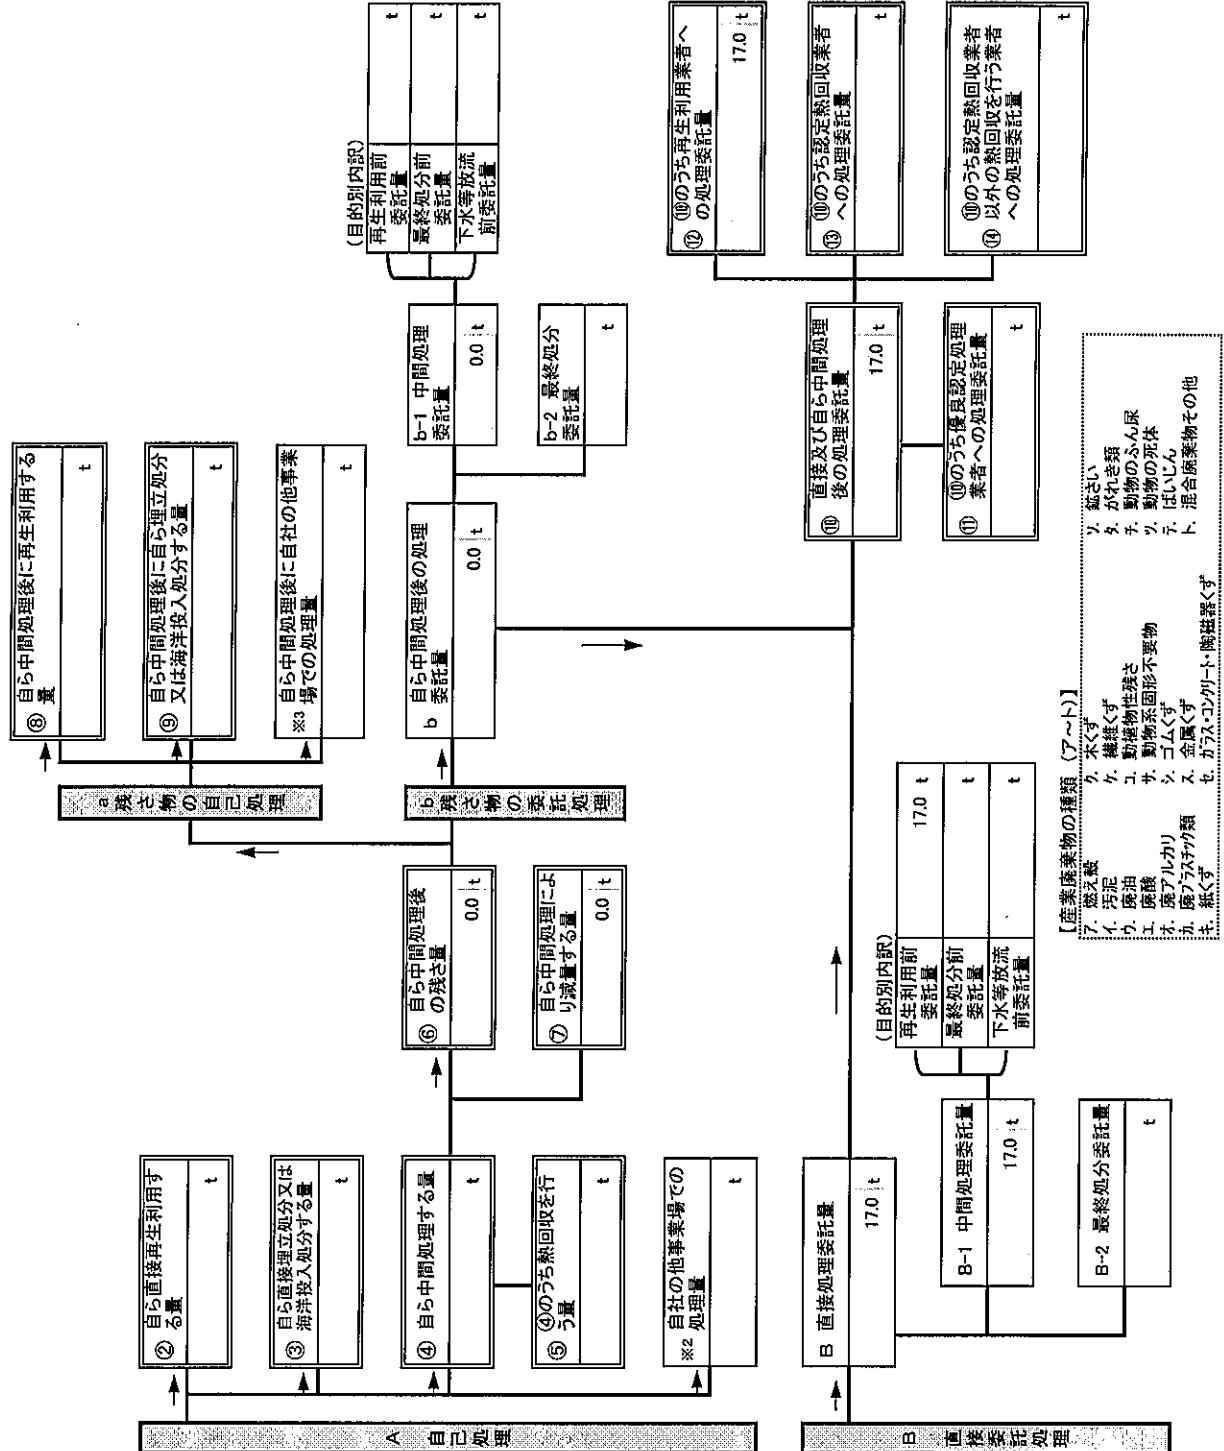 A 自己処理
② 自ら直接再生利用す
る量
t
③ 自ら直接埋立処分又は
海洋投入処分する量
t
④ 自ら中間処理する量
t
⑤ ④のうち熱回収を行
う量
t
※2 自社の他事業場での
処理量
t
⑥ 自ら中間処理後
の残さ量
0.0 t
⑦ 自ら中間処理によ
り減量する量
0.0 t
a 残さ物の自己処理
⑧ 自ら中間処理後に再生利用する
量
t
⑨ 自ら中間処理後に自ら埋立処分
又は海洋投入処分する量
t
※3 自ら中間処理後に自社の他事業
場での処理量
t
b 残さ物の委託処理
b 自ら中間処理後の処理
委託量
0.0 t
b-1 中間処理
委託量
0.0 t
b-2 最終処分
委託量
t
(目的別内訳)
再生利用前
委託量
t
最終処分前
委託量
t
下水等放流
前委託量
t
B 直接委託処理
B 直接処理委託量
17.0 t
B-1 中間処理委託量
17.0 t
B-2 最終処分委託量
t
(目的別内訳)
再生利用前
委託量
17.0 t
最終処分前
委託量
t
下水等放流
前委託量
t
⑩ 直接及び自ら中間処理
後の処理委託量
17.0 t
⑪ ⑩のうち優良認定処理
業者への処理委託量
t
⑫ ⑩のうち再生利用業者へ
の処理委託量
17.0 t
⑬ ⑩のうち認定熱回収業者
への処理委託量
t
⑭ ⑩のうち認定熱回収業者
以外の熱回収を行う業者
への処理委託量
t
【産業廃棄物の種類 (ア~ト)】
ア. 燃え殻
イ. 汚泥
ウ. 廃油
エ. 廃酸
オ. 廃アルカリ
カ. 廃プラスチック類
キ. 紙くず
ク. 木くず
ケ. 繊維くず
コ. 動植物性残さ
サ. 動物系固形不要物
シ. ゴムくず
ス. 金属くず
セ. ガラス・コンクリート・陶磁器くず
ソ. 鉱さい
タ. がれき類
チ. 動物のふん尿
ツ. 動物の死体
テ. ばいじん
ト. 混合廃棄物その他